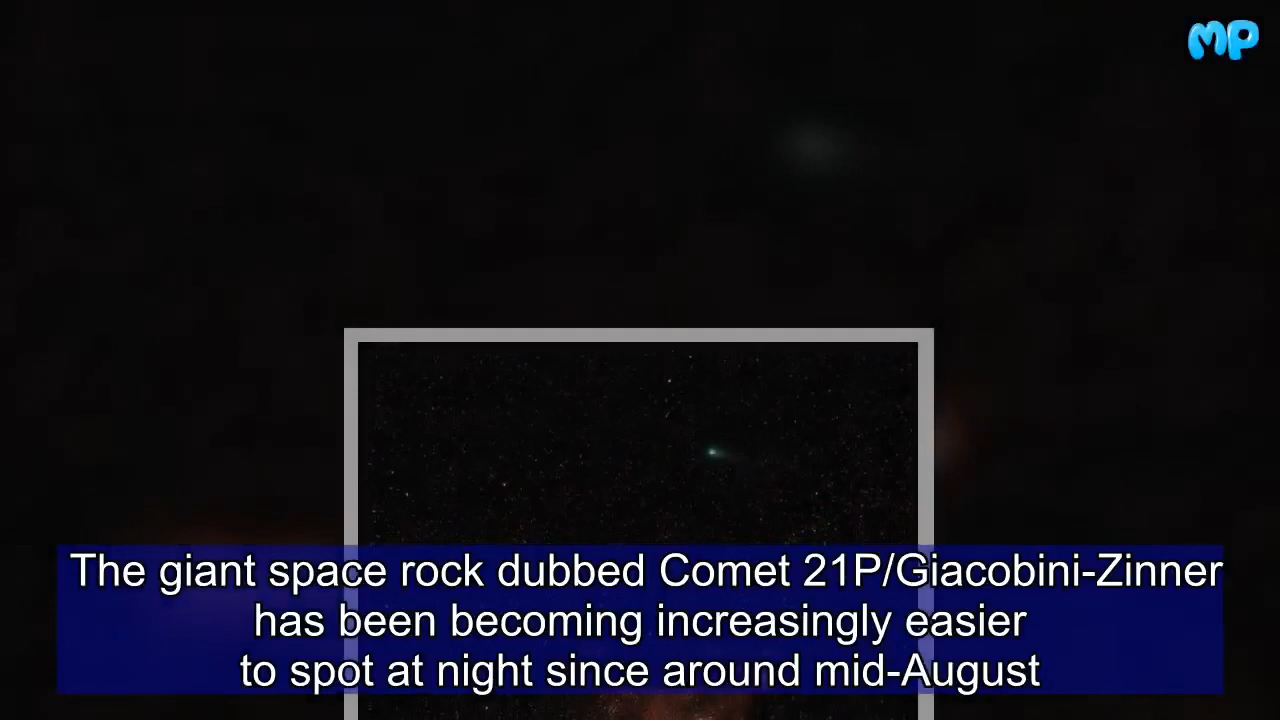 MP
The giant space rock dubbed Comet 21P/Giacobini-Zinner
has been becoming increasingly easier
to spot at night since around mid-August